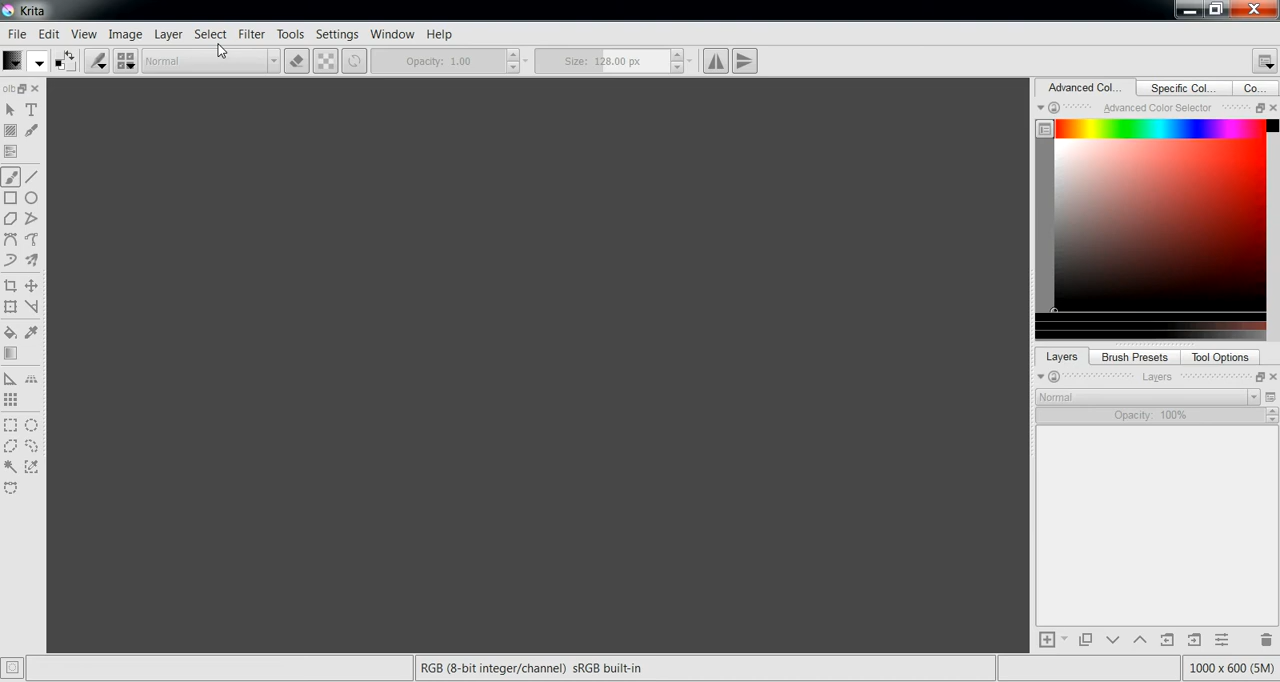 Krita
File Edit View Image Layer Select Filter Tools Settings Window Help
Normal Opacity: 1.00 Size: 128.00 px
olb
Advanced Col... Specific Col... Co...
Advanced Color Selector
Layers Brush Presets Tool Options
Layers
Normal
Opacity: 100%
RGB (8-bit integer/channel) sRGB built-in
1000 x 600 (5M)